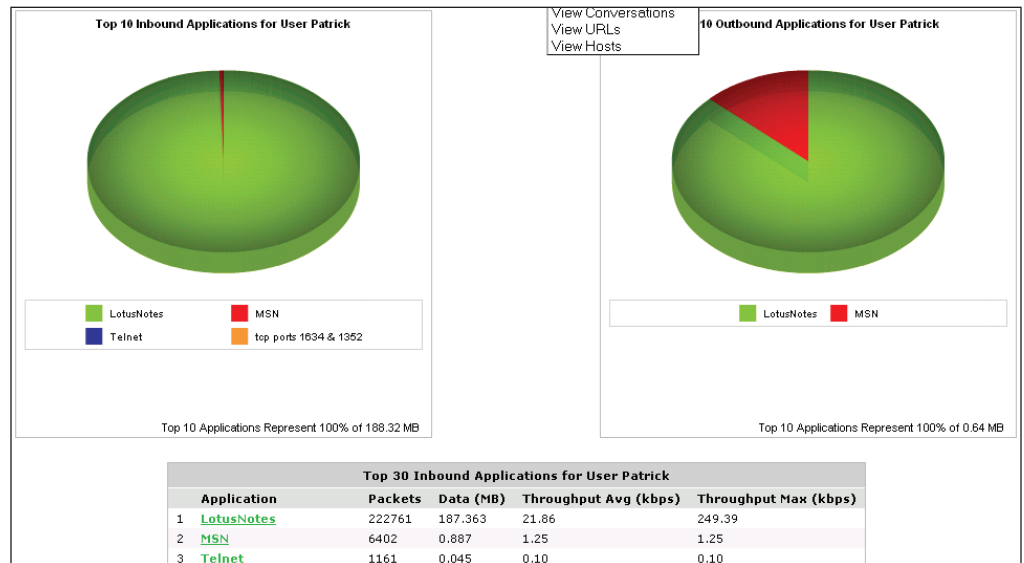 Top 10 Inbound Applications for User Patrick
LotusNotes MSN
Telnet tcp ports 1634 & 1352
Top 10 Applications Represent 100% of 188.32 MB
View Conversations
View URLs
View Hosts
10 Outbound Applications for User Patrick
LotusNotes MSN
Top 10 Applications Represent 100% of 0.64 MB
Top 30 Inbound Applications for User Patrick
Application Packets Data (MB) Throughput Avg (kbps) Throughput Max (kbps)
1 LotusNotes 222761 187.363 21.86 249.39
2 MSN 6402 0.887 1.25 1.25
3 Telnet 1161 0.045 0.10 0.10